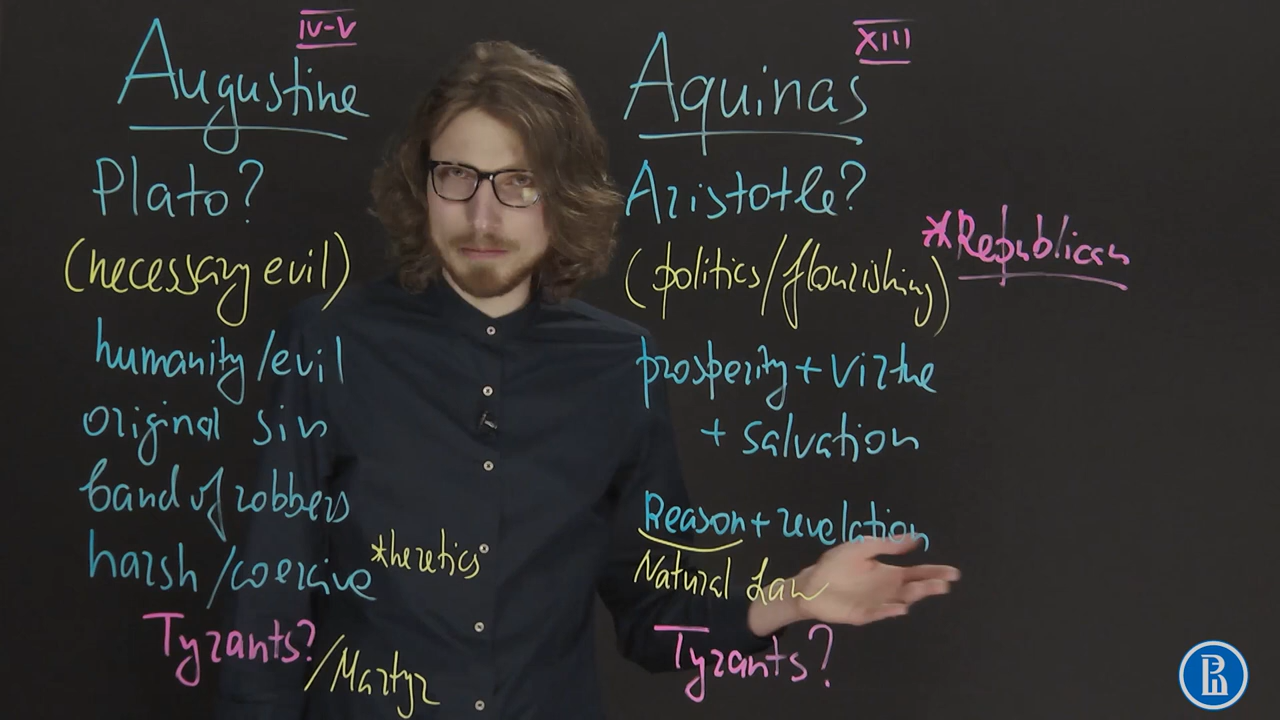 IV-V
Augustine
Plato?
(necessary evil)
humanity/evil
original sin
band of robbers
harsh/coercive
*heretics
Tyrants?
/Martyr
XIII
Aquinas
Aristotle?
(politics/flourishing)
*Republican
prosperity + virtue
+ salvation
Reason + revelation
Natural Law
Tyrants?